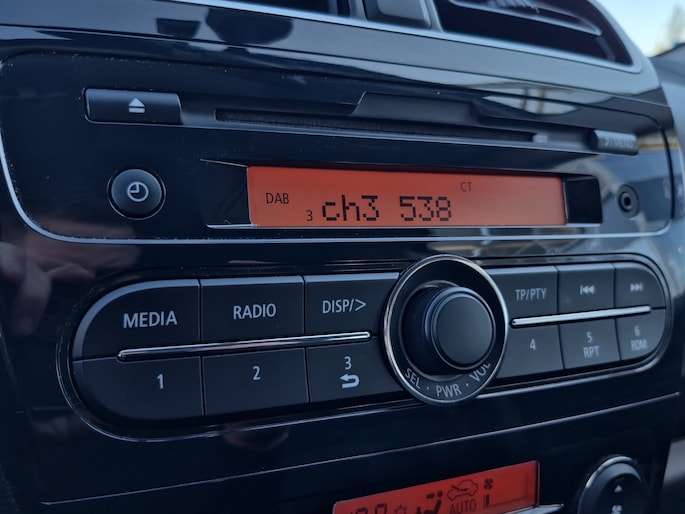 DAB
CT
3 ch3 538
MEDIA
RADIO
DISP/>
TP/PTY
1
2
3
4
5
RPT
6
RDM
SEL • PWR • VOL
AUTO